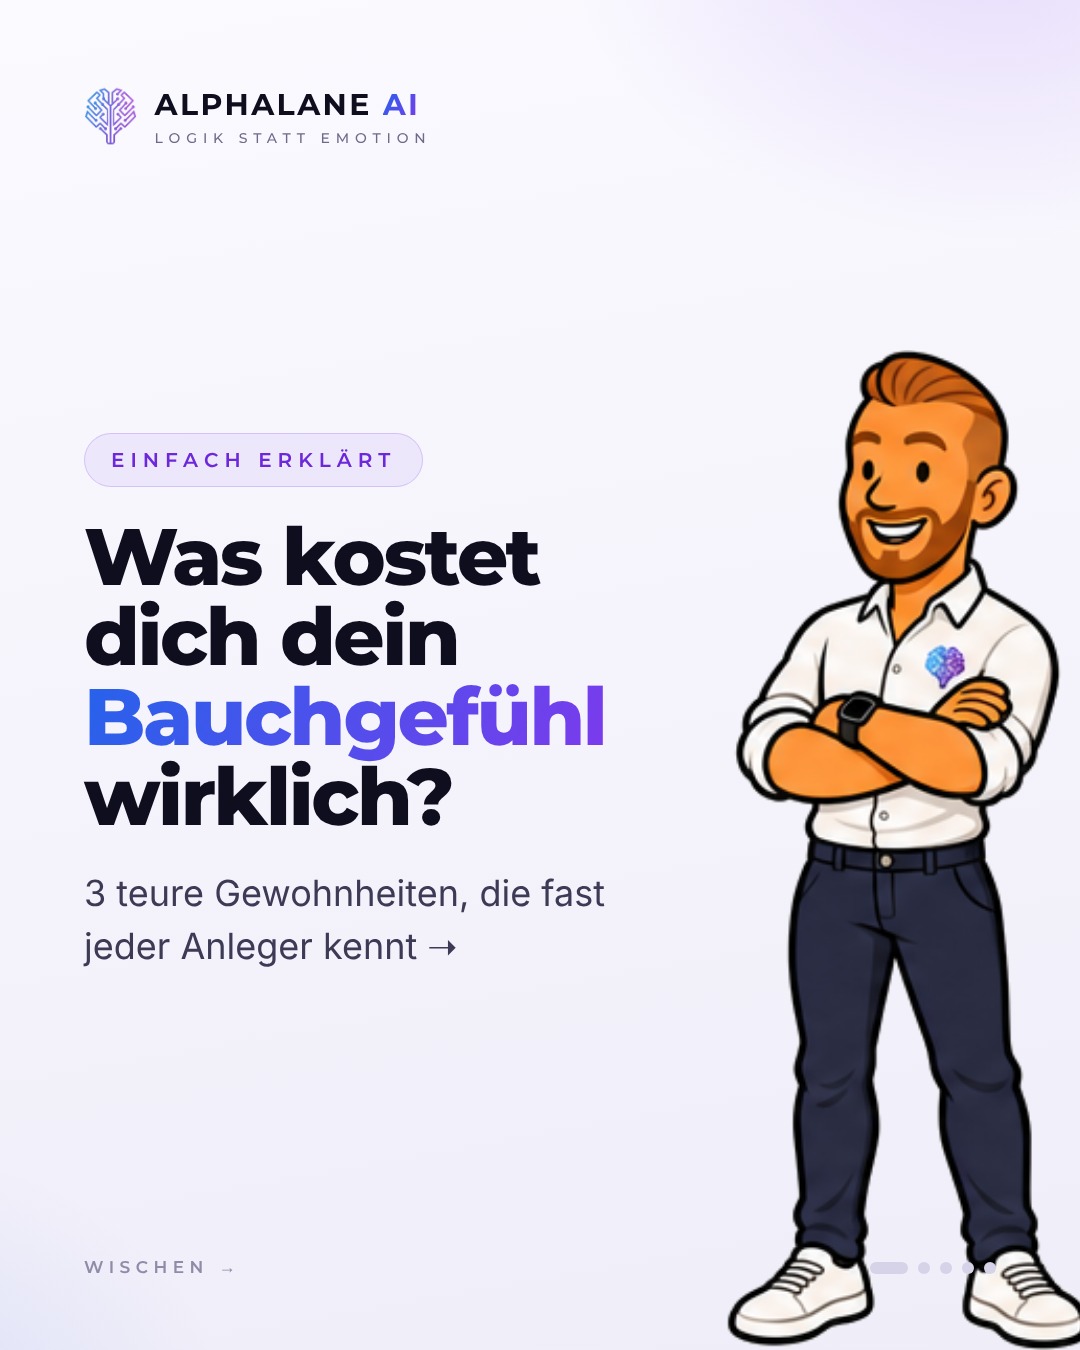 ALPHALANE AI
LOGIK STATT EMOTION
EINFACH ERKLÄRT
Was kostet
dich dein
Bauchgefühl
wirklich?
3 teure Gewohnheiten, die fast
jeder Anleger kennt →
WISCHEN →